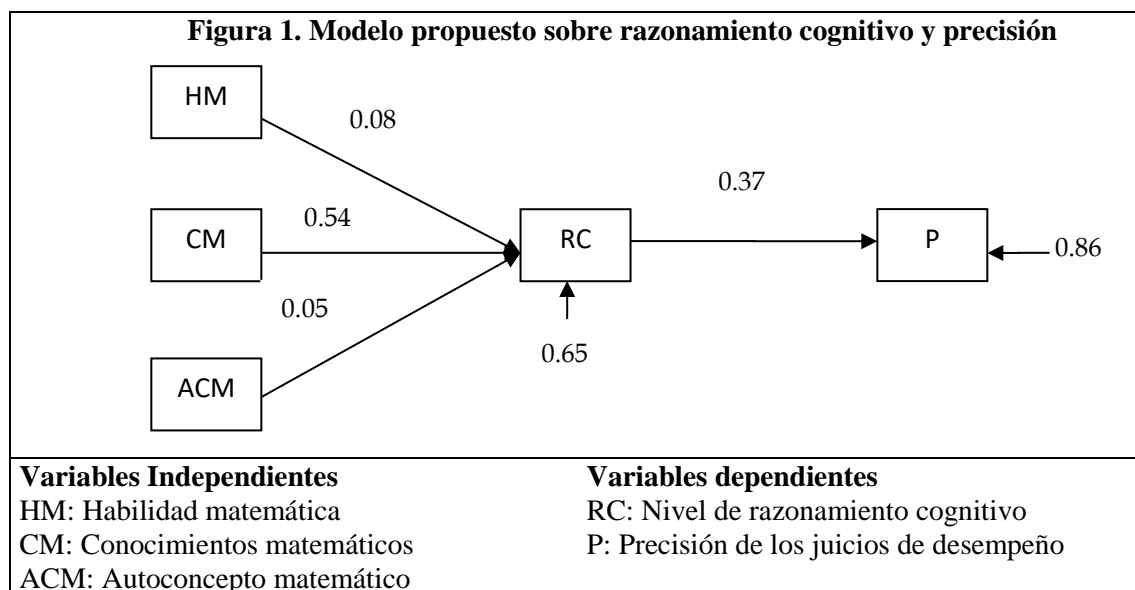 Figura 1. Modelo propuesto sobre razonamiento cognitivo y precisión
HM
0.08
0.37
CM
0.54
RC
P
0.86
0.05
0.65
ACM
Variables Independientes
HM: Habilidad matemática
CM: Conocimientos matemáticos
ACM: Autoconcepto matemático
Variables dependientes
RC: Nivel de razonamiento cognitivo
P: Precisión de los juicios de desempeño